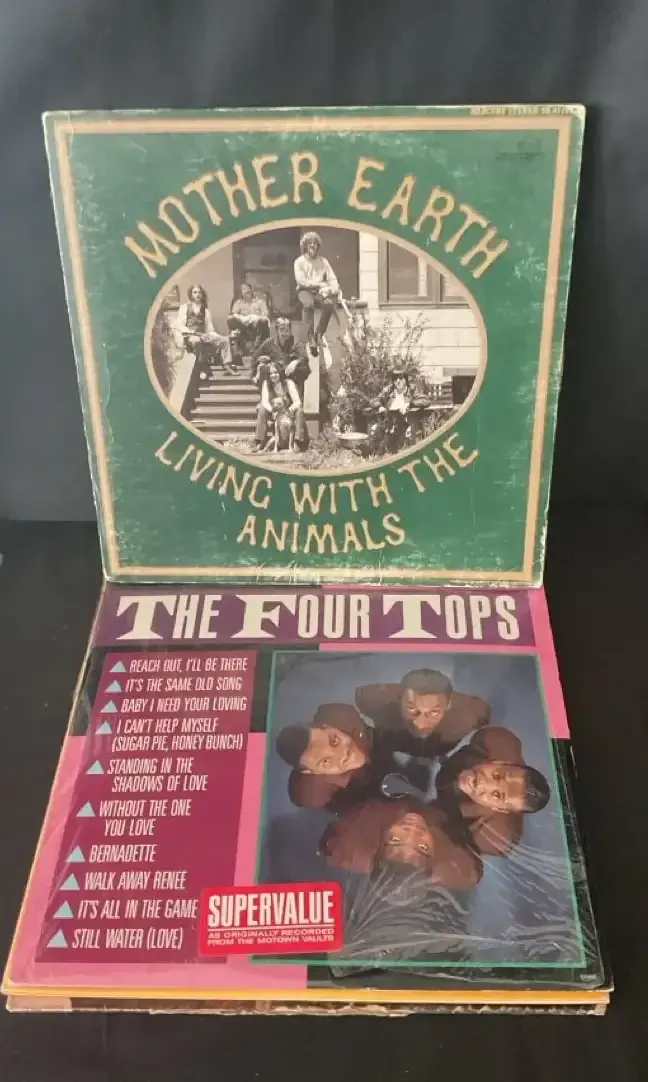 MOTHER EARTH
LIVING WITH THE
ANIMALS
THE FOUR TOPS
REACH OUT, I'LL BE THERE
IT'S THE SAME OLD SONG
BABY I NEED YOUR LOVING
I CAN'T HELP MYSELF
(SUGAR PIE, HONEY BUNCH)
STANDING IN THE
SHADOWS OF LOVE
WITHOUT THE ONE
YOU LOVE
BERNADETTE
WALK AWAY RENEE
IT'S ALL IN THE GAME
STILL WATER (LOVE)
SUPERVALUE
AS ORIGINALLY RECORDED
FROM THE MOTOWN VAULTS